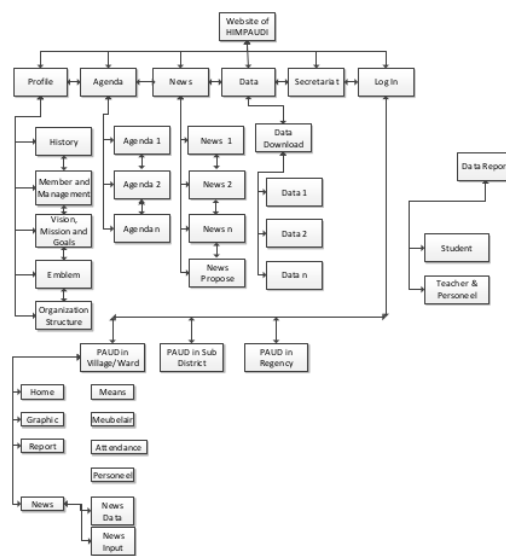 Website of
HIMPAUDI
Profile
Agenda
News
Data
Secretariat
Log In
History
Member and
Management
Vision,
Mission and
Goals
Emblem
Organization
Structure
Agenda 1
Agenda 2
Agenda n
News 1
News 2
News n
News
Propose
Data
Download
Data 1
Data 2
Data n
Data Report
Student
Teacher &
Personeel
PAUD in
Village/Ward
PAUD in Sub
District
PAUD in
Regency
Home
Graphic
Report
News
Means
Meubelair
Attendance
Personeel
News
Data
News
Input